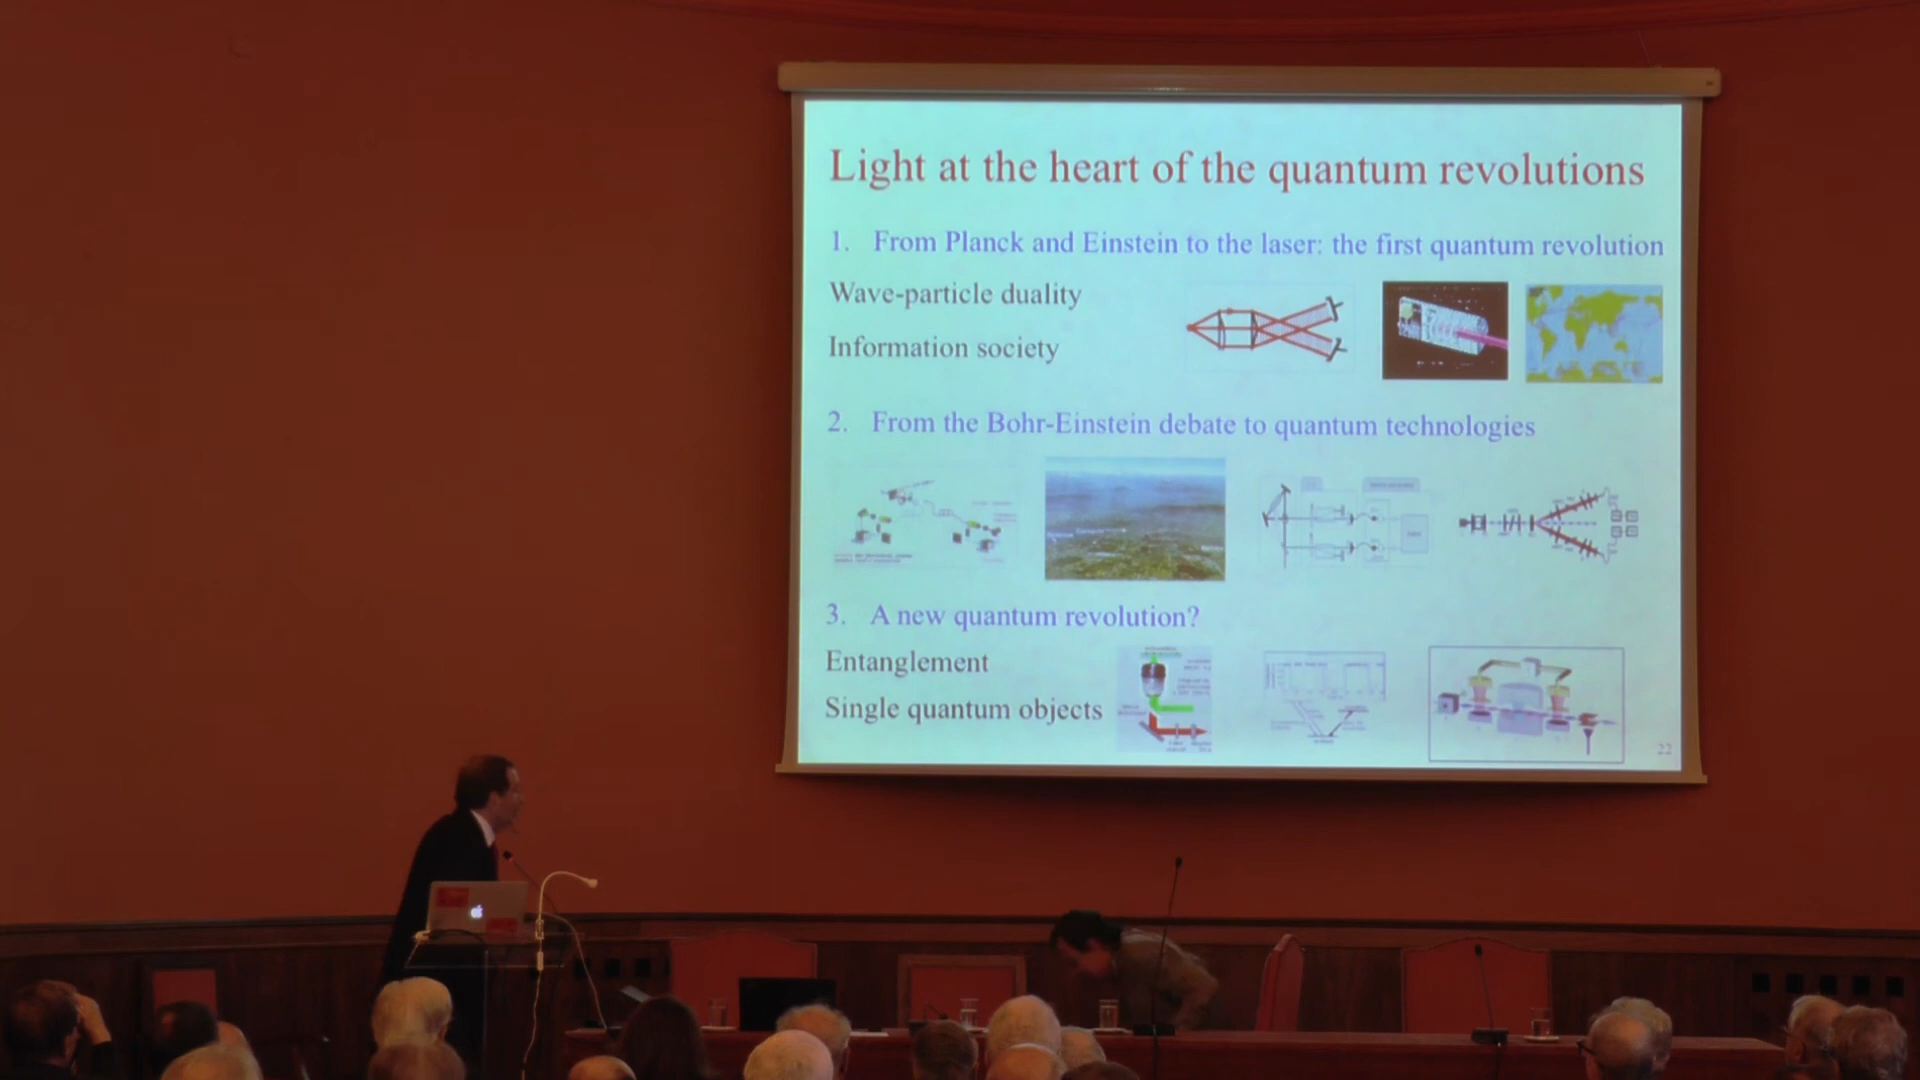 Light at the heart of the quantum revolutions
1. From Planck and Einstein to the laser: the first quantum revolution
Wave-particle duality
Information society
2. From the Bohr-Einstein debate to quantum technologies
3. A new quantum revolution?
Entanglement
Single quantum objects
22